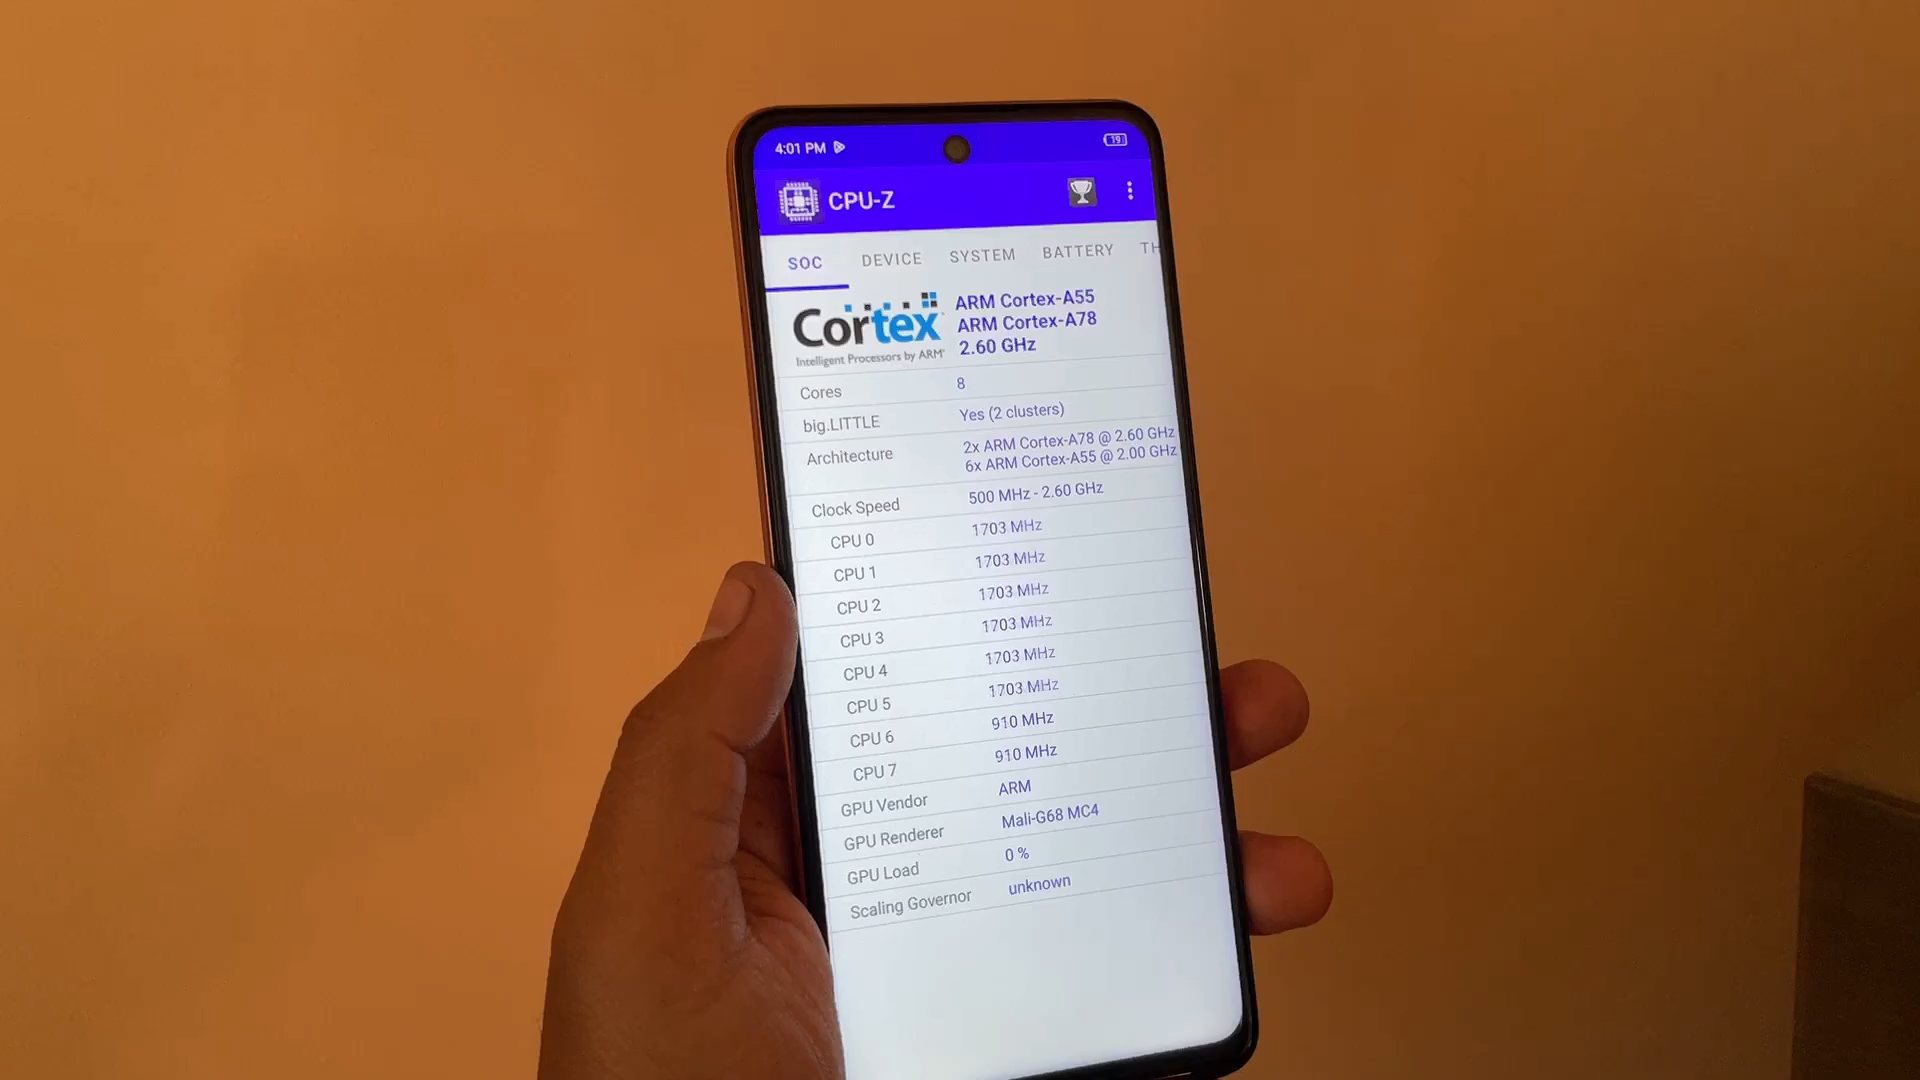 4:01 PM
19
CPU-Z
SOC DEVICE SYSTEM BATTERY TH
Cortex
Intelligent Processors by ARM
ARM Cortex-A55
ARM Cortex-A78
2.60 GHz
Cores 8
big.LITTLE Yes (2 clusters)
Architecture 2x ARM Cortex-A78 @ 2.60 GHz
6x ARM Cortex-A55 @ 2.00 GHz
Clock Speed 500 MHz - 2.60 GHz
CPU 0 1703 MHz
CPU 1 1703 MHz
CPU 2 1703 MHz
CPU 3 1703 MHz
CPU 4 1703 MHz
CPU 5 1703 MHz
CPU 6 910 MHz
CPU 7 910 MHz
GPU Vendor ARM
GPU Renderer Mali-G68 MC4
GPU Load 0 %
Scaling Governor unknown